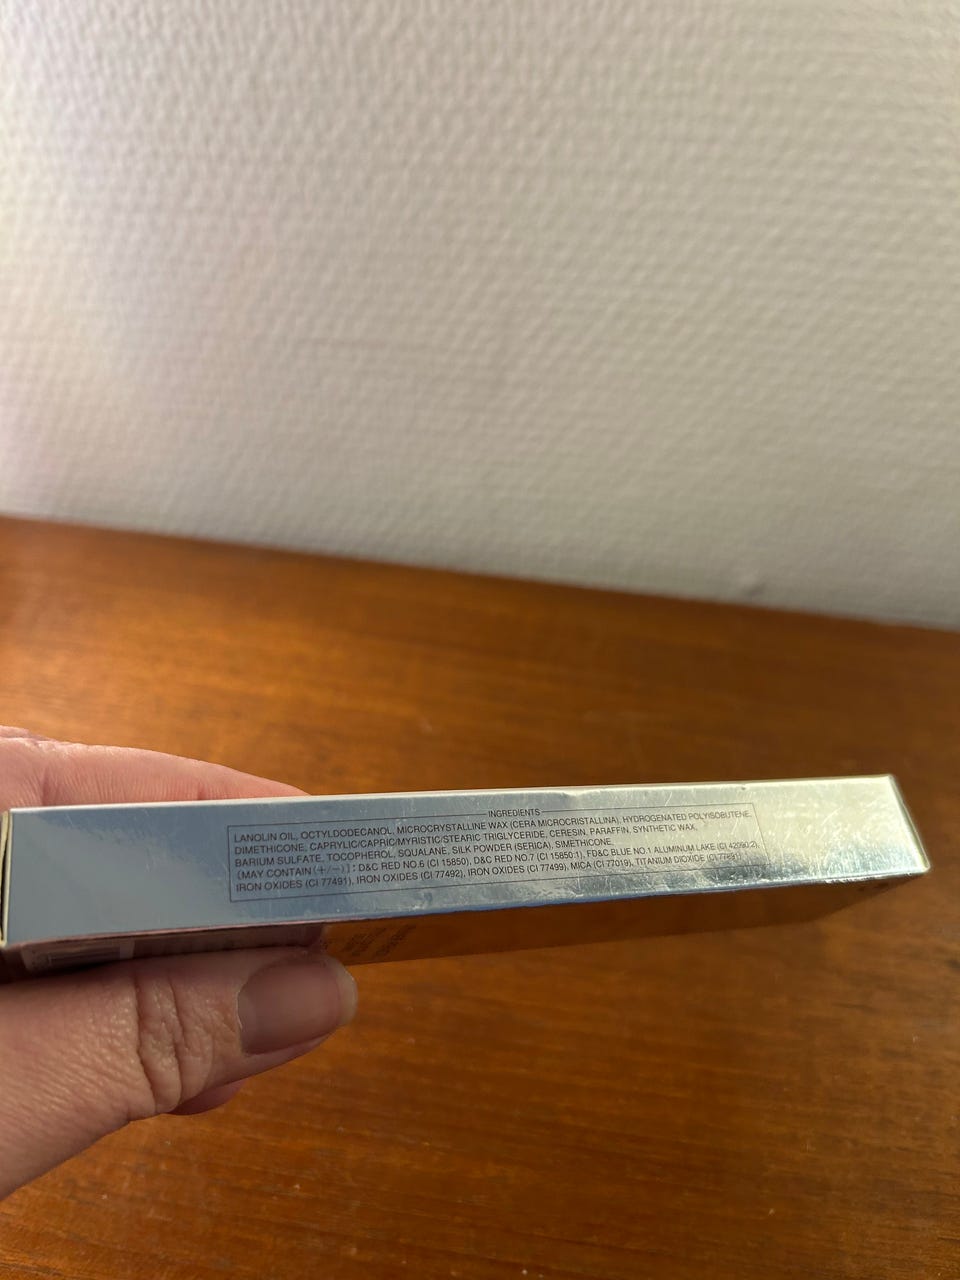 INGREDIENTS
LANOLIN OIL, OCTYLDODECANOL, MICROCRYSTALLINE WAX (CERA MICROCRISTALLINA), HYDROGENATED POLYISOBUTENE,
DIMETHICONE, CAPRYLIC/CAPRIC/MYRISTIC/STEARIC TRIGLYCERIDE, CERESIN, PARAFFIN, SYNTHETIC WAX,
BARIUM SULFATE, TOCOPHEROL, SQUALANE, SILK POWDER (SERICA), SIMETHICONE,
[MAY CONTAIN (+/–)]: D&C RED NO.6 (CI 15850), D&C RED NO.7 (CI 15850:1), FD&C BLUE NO.1 ALUMINUM LAKE (CI 42090:2),
IRON OXIDES (CI 77491), IRON OXIDES (CI 77492), IRON OXIDES (CI 77499), MICA (CI 77019), TITANIUM DIOXIDE (CI 77891)